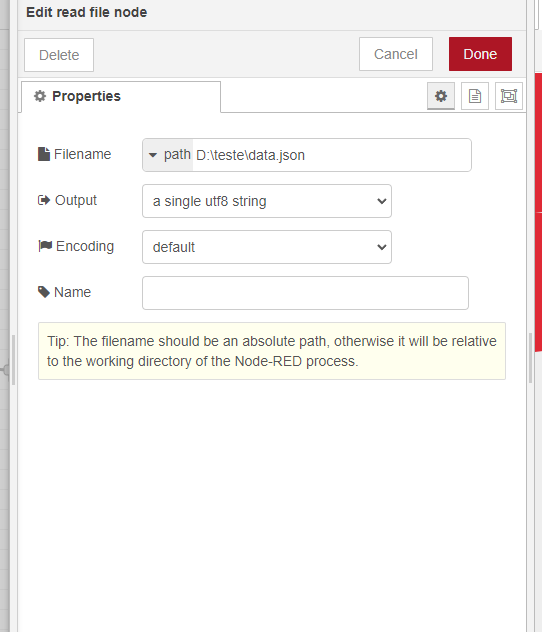 Edit read file node
Delete
Cancel
Done
Properties
Filename
path D:\teste\data.json
Output
a single utf8 string
Encoding
default
Name
Tip: The filename should be an absolute path, otherwise it will be relative
to the working directory of the Node-RED process.